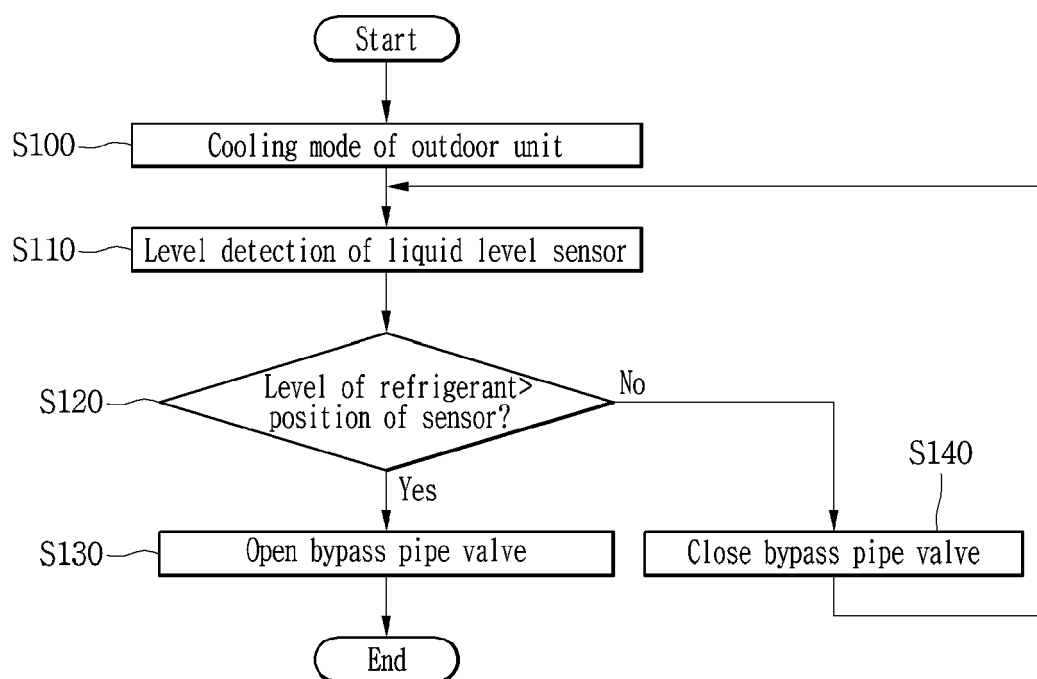 Start
S100
Cooling mode of outdoor unit
S110
Level detection of liquid level sensor
S120
Level of refrigerant>
position of sensor?
No
Yes
S140
S130
Open bypass pipe valve
Close bypass pipe valve
End